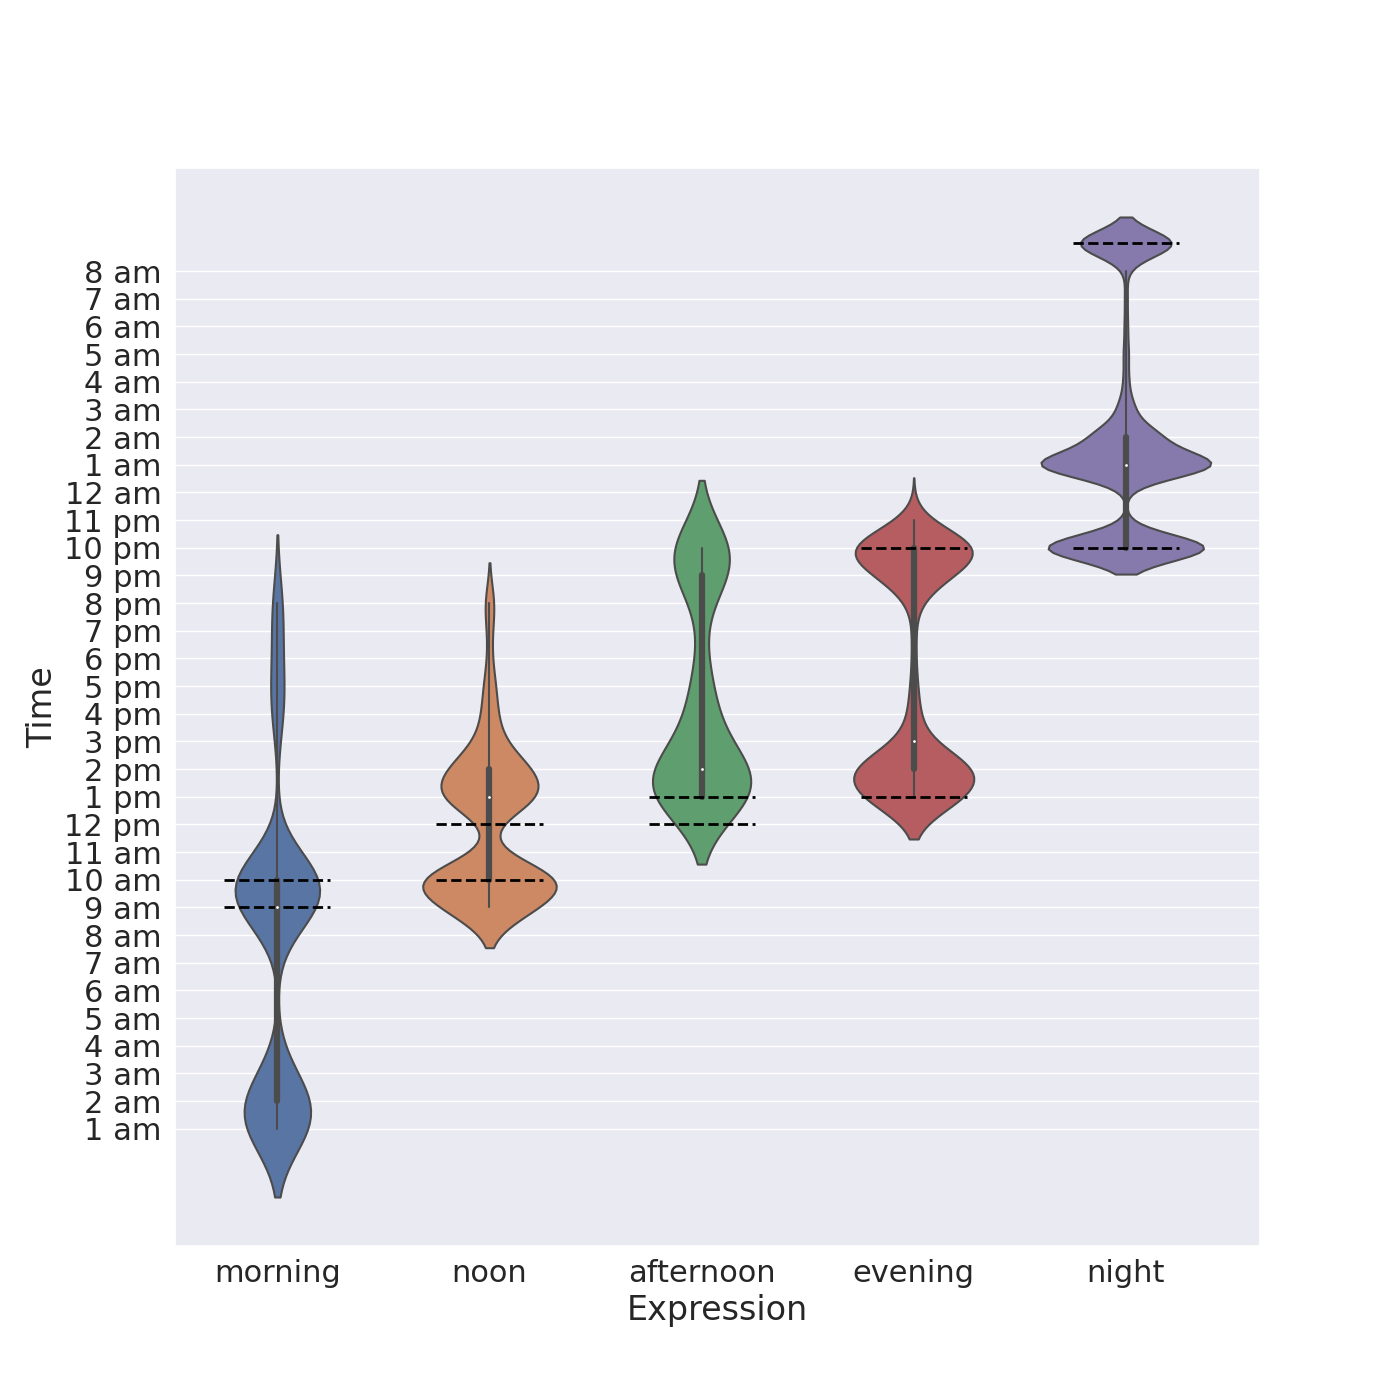 8 am
7 am
6 am
5 am
4 am
3 am
2 am
1 am
12 am
11 pm
10 pm
9 pm
8 pm
7 pm
6 pm
5 pm
4 pm
3 pm
2 pm
1 pm
12 pm
11 am
10 am
9 am
8 am
7 am
6 am
5 am
4 am
3 am
2 am
1 am
Time
morning noon afternoon evening night
Expression